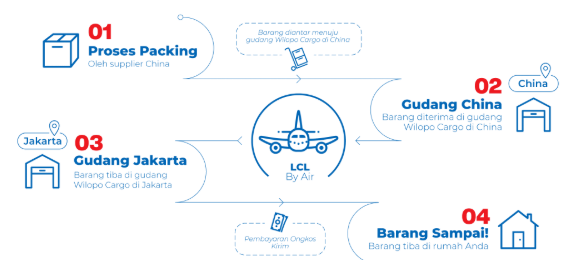 01
Proses Packing
Oleh supplier China
Barang diantar menuju
gudang Wilopo Cargo di China
02
China
Gudang China
Barang diterima di gudang
Wilopo Cargo di China
Jakarta
03
Gudang Jakarta
Barang tiba di gudang
Wilopo Cargo di Jakarta
LCL
By Air
Pembayaran Ongkos
Kirim
04
Barang Sampai!
Barang tiba di rumah Anda